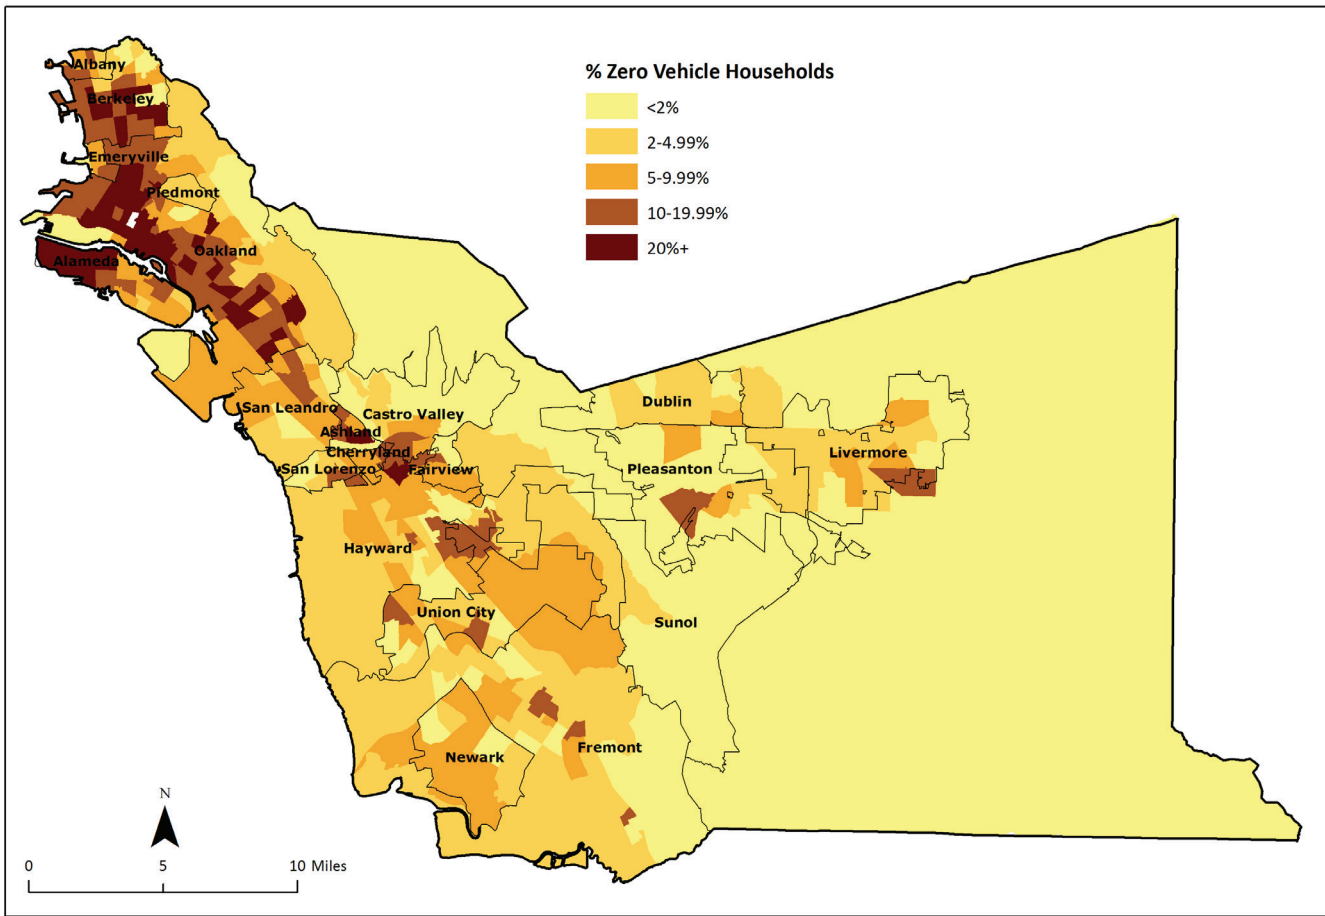 % Zero Vehicle Households
<2%
2-4.99%
5-9.99%
10-19.99%
20%+
Albany
Berkeley
Emeryville
Piedmont
Oakland
Alameda
San Leandro
Castro Valley
Ashland
Cherryland
San Lorenzo
Fairview
Dublin
Pleasanton
Livermore
Hayward
Union City
Sunol
Newark
Fremont
N
0 5 10 Miles